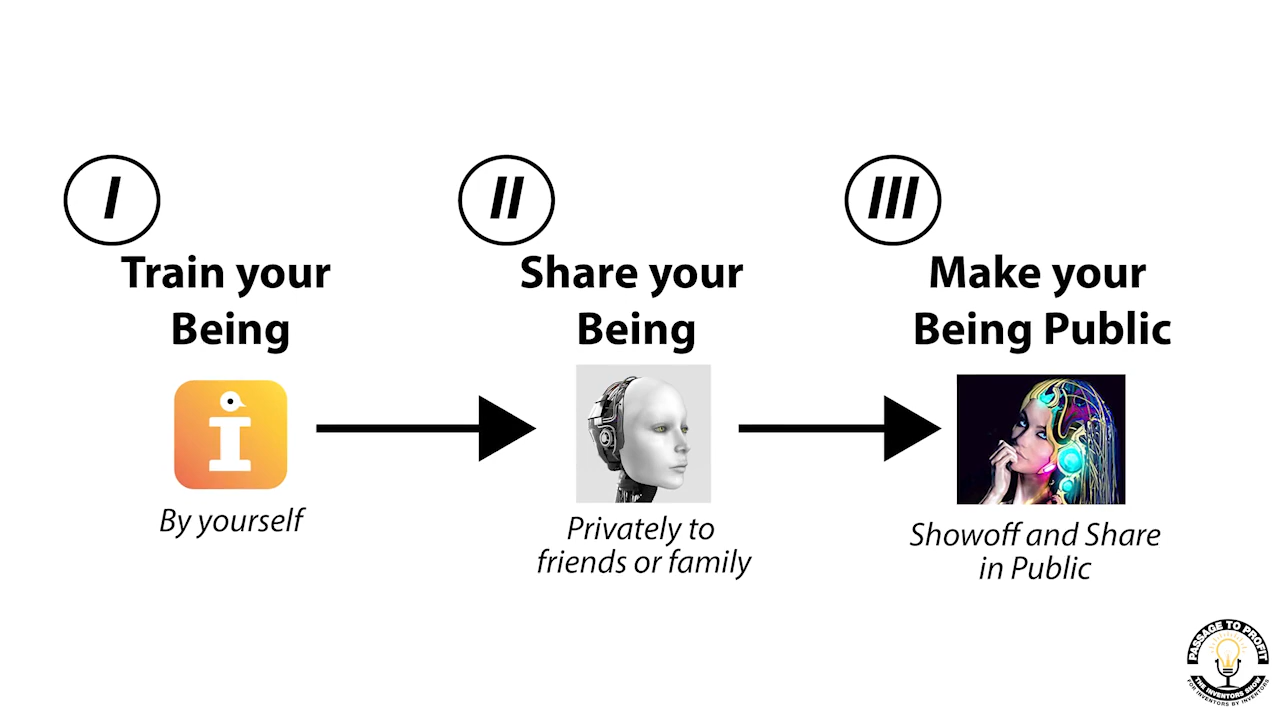 I
Train your
Being
i
By yourself
II
Share your
Being
Privately to
friends or family
III
Make your
Being Public
Showoff and Share
in Public
PASSAGE TO PROFIT
THE INVENTORS SHOW
FOR INVENTORS BY INVENTORS